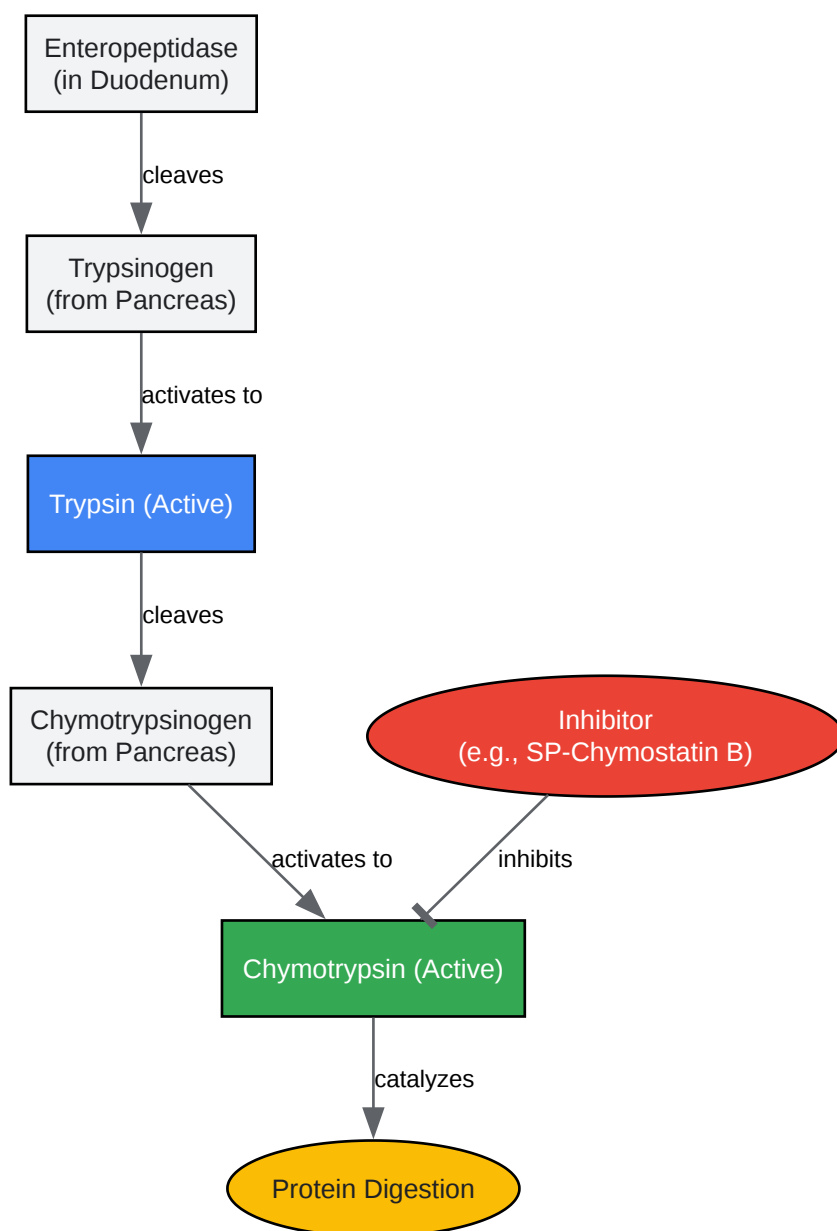 Enteropeptidase
(in Duodenum)
cleaves
Trypsinogen
(from Pancreas)
activates to
Trypsin (Active)
cleaves
Chymotrypsinogen
(from Pancreas)
Inhibitor
(e.g., SP-Chymostatin B)
activates to
inhibits
Chymotrypsin (Active)
catalyzes
Protein Digestion